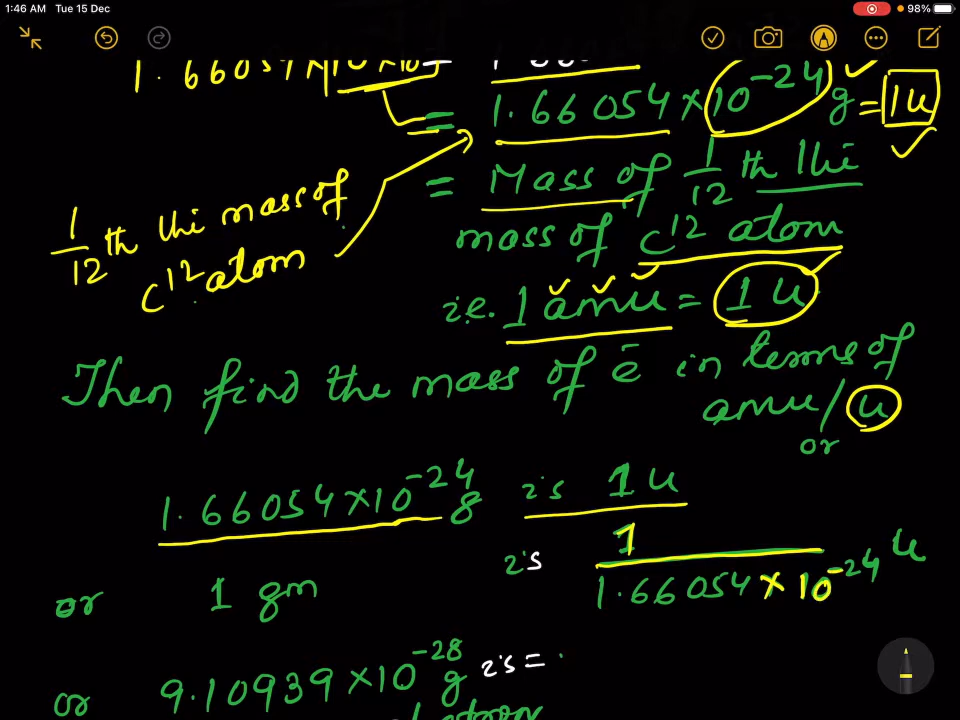 1:46 AM Tue 15 Dec
98%
= 1.66054 × 10⁻²⁴ g = 1u
= Mass of 1/12 th the
mass of C¹² atom
1/12 th the mass of
C¹² atom
i.e. 1 amu = 1 u
Then find the mass of ē in terms of
amu/u
or
1.66054 × 10⁻²⁴ g is 1 u
or 1 gm is 1/1.66054 × 10⁻²⁴ u
or 9.10939 × 10⁻²⁸ g is =